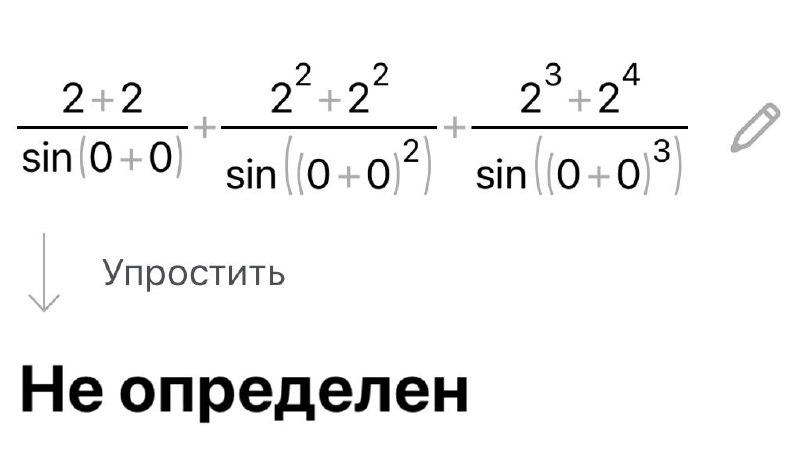 (2+2)/(sin(0+0)) + (2^2+2^2)/(sin((0+0)^2)) + (2^3+2^4)/(sin((0+0)^3))
Упростить
Не определен